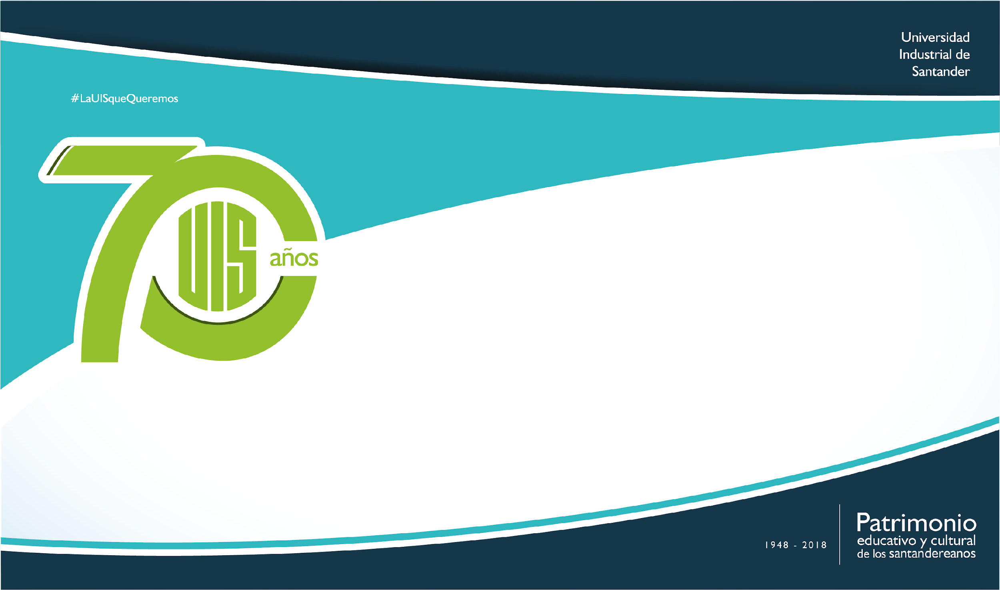 Universidad
Industrial de
Santander
#LaUISqueQueremos
70
UIS
años
1948 - 2018
Patrimonio
educativo y cultural
de los santandereanos